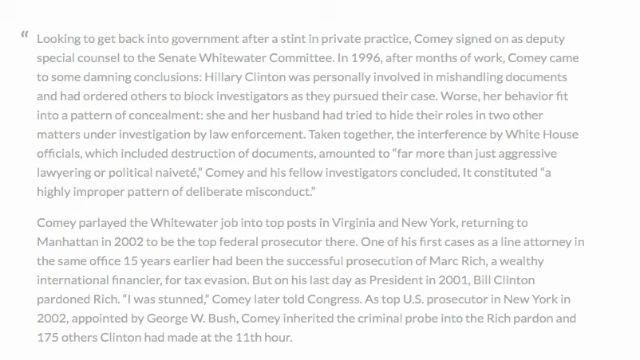 “ Looking to get back into government after a stint in private practice, Comey signed on as deputy
special counsel to the Senate Whitewater Committee. In 1996, after months of work, Comey came
to some damning conclusions: Hillary Clinton was personally involved in mishandling documents
and had ordered others to block investigators as they pursued their case. Worse, her behavior fit
into a pattern of concealment: she and her husband had tried to hide their roles in two other
matters under investigation by law enforcement. Taken together, the interference by White House
officials, which included destruction of documents, amounted to “far more than just aggressive
lawyering or political naiveté,” Comey and his fellow investigators concluded. It constituted “a
highly improper pattern of deliberate misconduct.”
Comey parlayed the Whitewater job into top posts in Virginia and New York, returning to
Manhattan in 2002 to be the top federal prosecutor there. One of his first cases as a line attorney in
the same office 15 years earlier had been the successful prosecution of Marc Rich, a wealthy
international financier, for tax evasion. But on his last day as President in 2001, Bill Clinton
pardoned Rich. “I was stunned,” Comey later told Congress. As top U.S. prosecutor in New York in
2002, appointed by George W. Bush, Comey inherited the criminal probe into the Rich pardon and
175 others Clinton had made at the 11th hour.